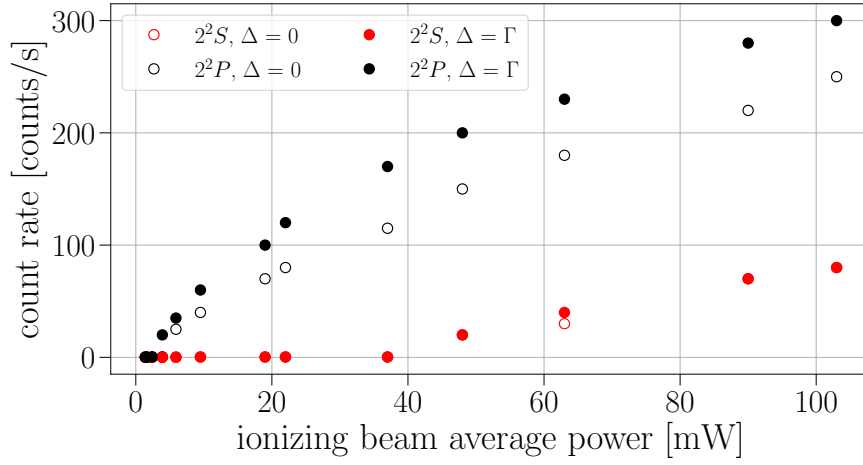 300
200
100
0
count rate [counts/s]
2²S, Δ = 0
2²P, Δ = 0
2²S, Δ = Γ
2²P, Δ = Γ
0 20 40 60 80 100
ionizing beam average power [mW]